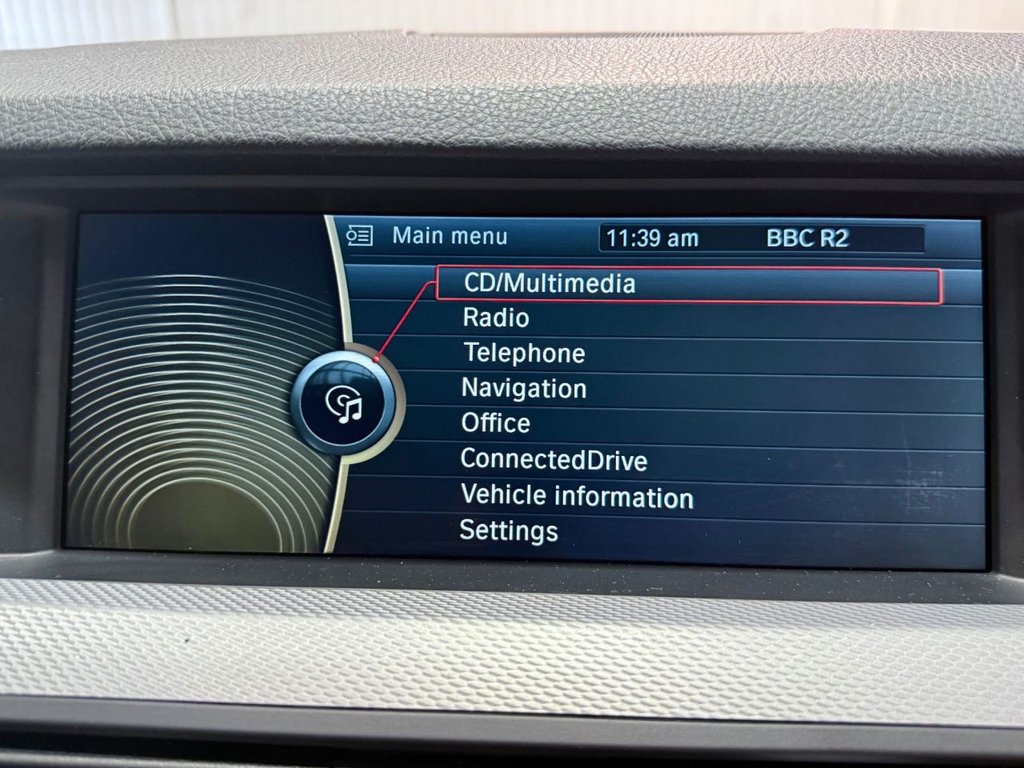 Main menu 11:39 am BBC R2
CD/Multimedia
Radio
Telephone
Navigation
Office
ConnectedDrive
Vehicle information
Settings